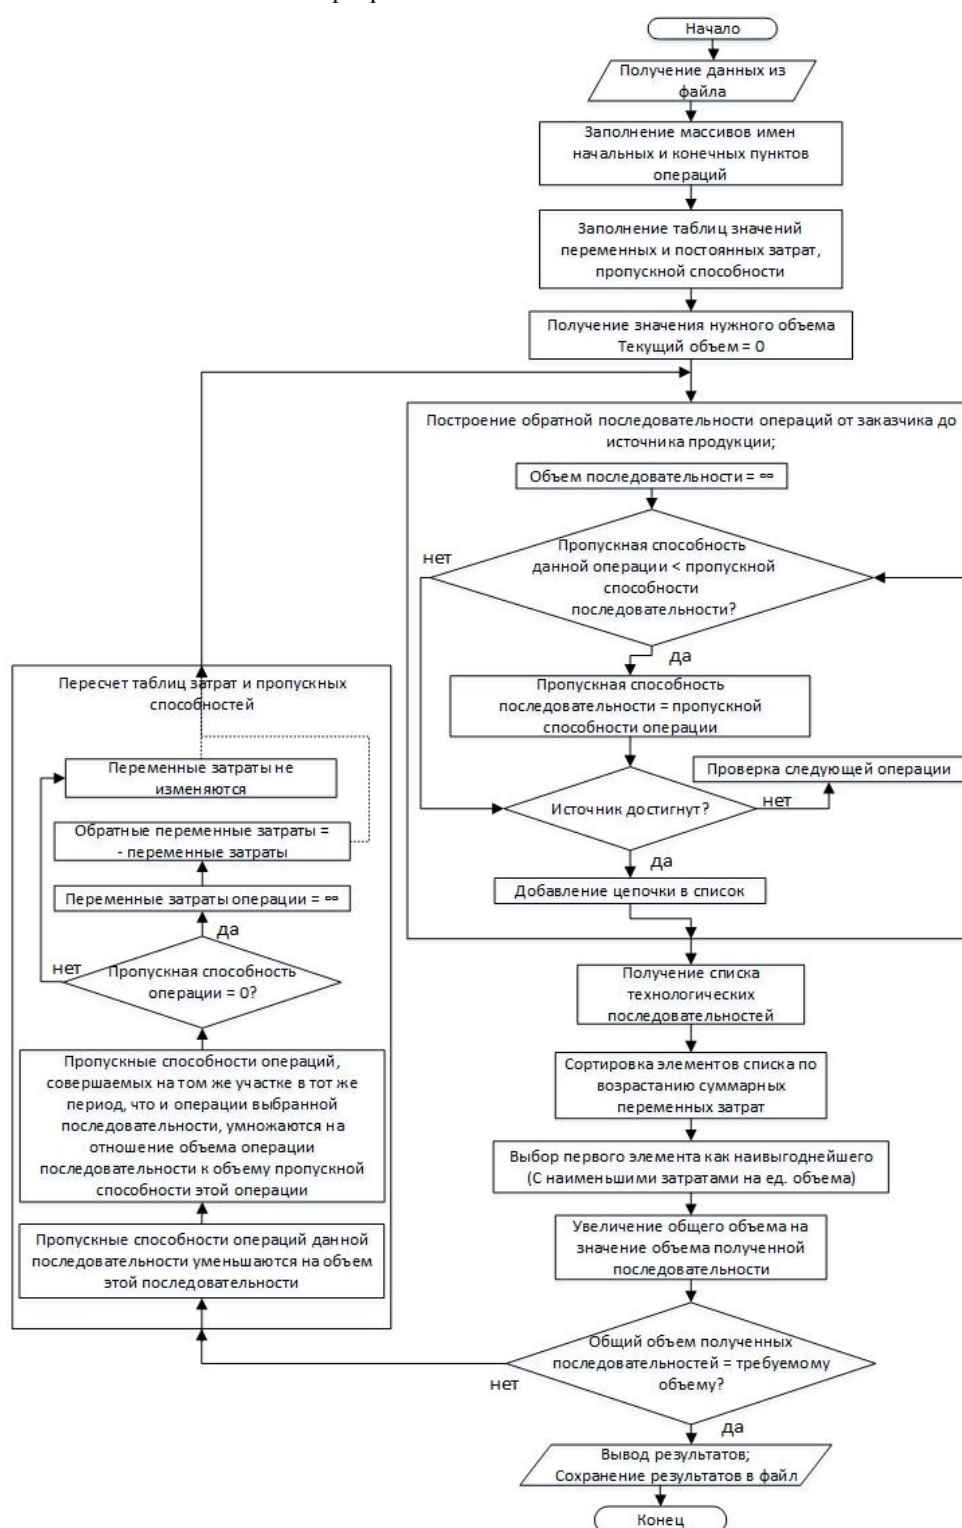 Начало
Получение данных из
файла
Заполнение массивов имен
начальных и конечных пунктов
операций
Заполнение таблиц значений
переменных и постоянных затрат,
пропускной способности
Получение значения нужного объема
Текущий объем = 0
Построение обратной последовательности операций от заказчика до
источника продукции;
Объем последовательности = ∞
Пропускная способность
данной операции < пропускной
способности
последовательности?
нет
да
Пропускная способность
последовательности = пропускной
способности операции
Проверка следующей операции
Источник достигнут?
нет
да
Добавление цепочки в список
Получение списка
технологических
последовательностей
Сортировка элементов списка по
возрастанию суммарных
переменных затрат
Выбор первого элемента как наивыгоднейшего
(С наименьшими затратами на ед. объема)
Увеличение общего объема на
значение объема полученной
последовательности
Общий объем полученных
последовательностей = требуемому
объему?
нет
да
Вывод результатов;
Сохранение результатов в файл
Конец
Пересчет таблиц затрат и пропускных
способностей
Переменные затраты не
изменяются
Обратные переменные затраты =
- переменные затраты
Переменные затраты операции = ∞
да
нет
Пропускная способность
операции = 0?
Пропускные способности операций,
совершаемых на том же участке в тот же
период, что и операции выбранной
последовательности, умножаются на
отношение объема операции
последовательности к объему пропускной
способности этой операции
Пропускные способности операций данной
последовательности уменьшаются на объем
этой последовательности